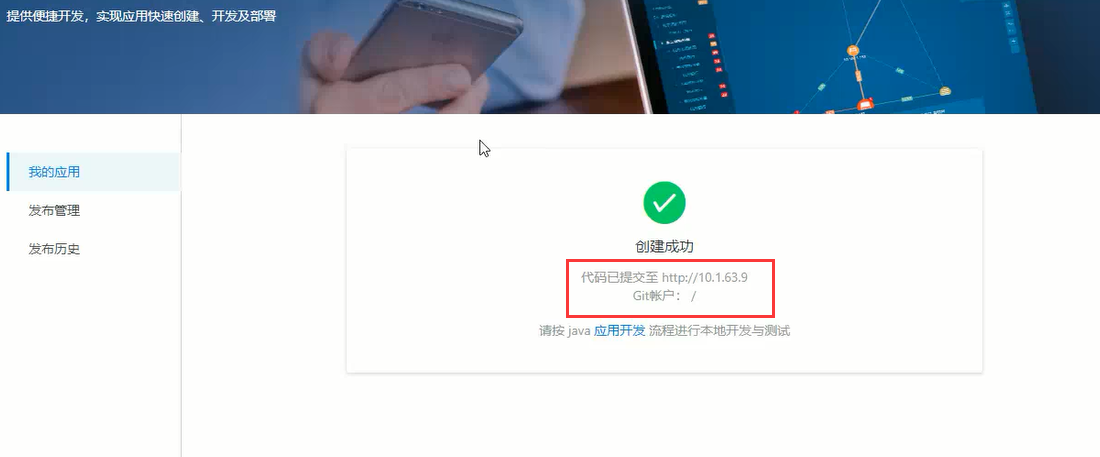 提供便捷开发，实现应用快速创建、开发及部署
我的应用
发布管理
发布历史
创建成功
代码已提交至 http://10.1.63.9
Git帐户： /
请按 java 应用开发 流程进行本地开发与测试